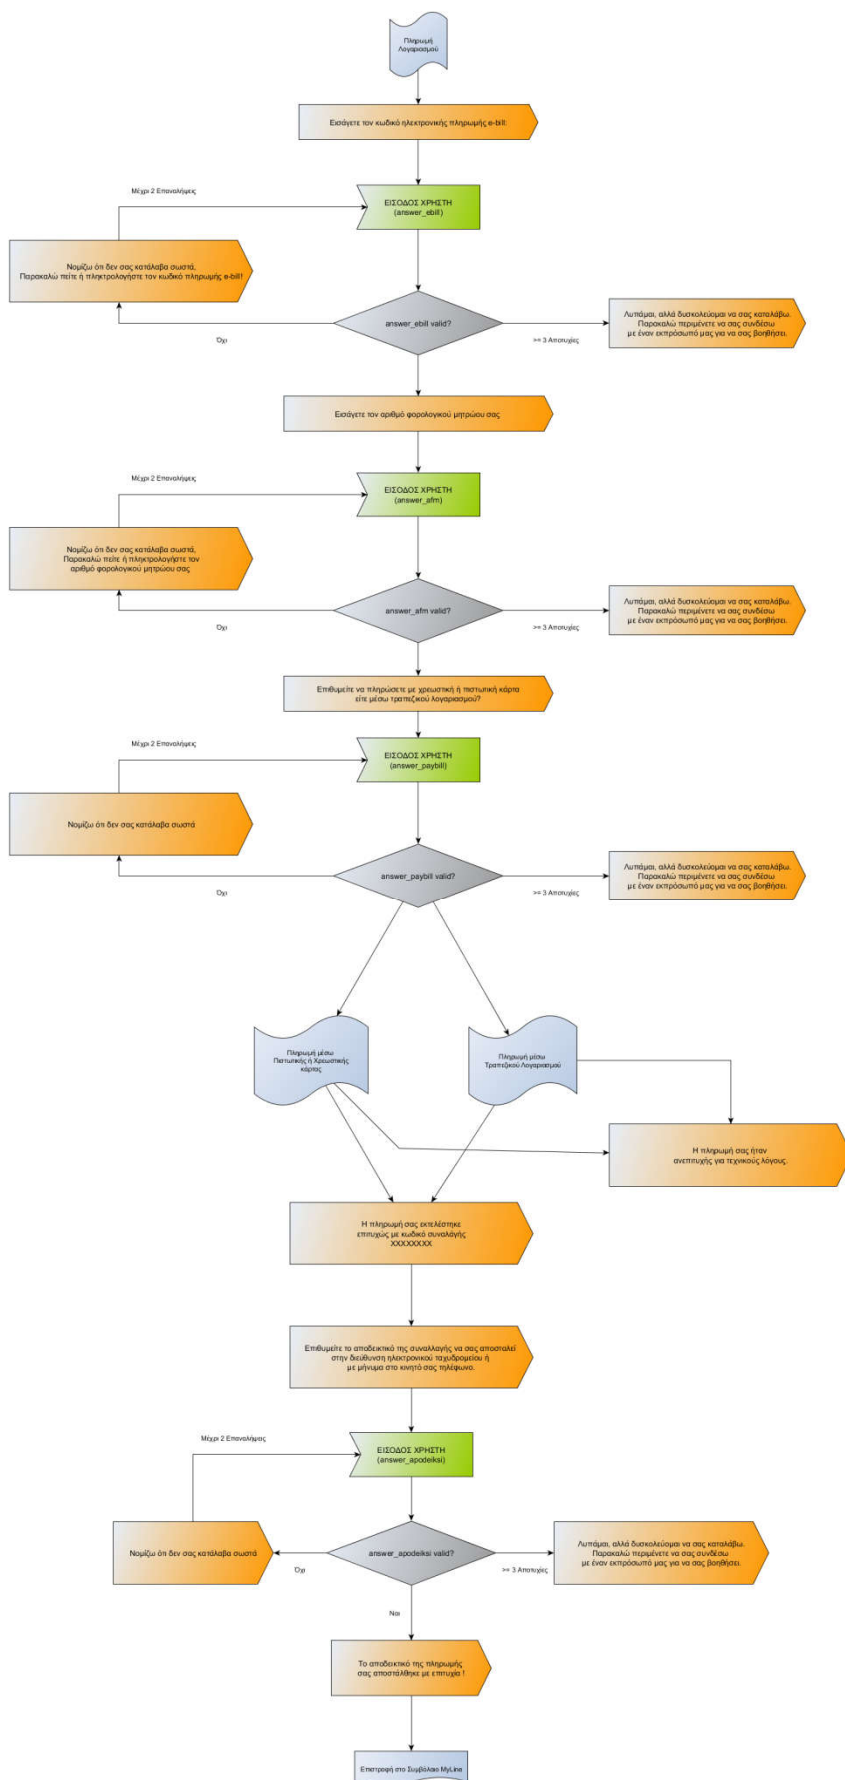 Πληρωμή
Λογαριασμού
Εισάγετε τον κωδικό ηλεκτρονικής πληρωμής e-bill:
Μέχρι 2 Επαναλήψεις
ΕΙΣΟΔΟΣ ΧΡΗΣΤΗ
(answer_ebill)
Νομίζω ότι δεν σας κατάλαβα σωστά,
Παρακαλώ πείτε ή πληκτρολογήστε τον κωδικό πληρωμής e-bill!
answer_ebill valid?
Όχι
>= 3 Αποτυχίες
Λυπάμαι, αλλά δυσκολεύομαι να σας καταλάβω.
Παρακαλώ περιμένετε να σας συνδέσω
με έναν εκπρόσωπό μας για να σας βοηθήσει.
Εισάγετε τον αριθμό φορολογικού μητρώου σας
Μέχρι 2 Επαναλήψεις
ΕΙΣΟΔΟΣ ΧΡΗΣΤΗ
(answer_afm)
Νομίζω ότι δεν σας κατάλαβα σωστά,
Παρακαλώ πείτε ή πληκτρολογήστε τον
αριθμό φορολογικού μητρώου σας
answer_afm valid?
Όχι
>= 3 Αποτυχίες
Λυπάμαι, αλλά δυσκολεύομαι να σας καταλάβω.
Παρακαλώ περιμένετε να σας συνδέσω
με έναν εκπρόσωπό μας για να σας βοηθήσει.
Επιθυμείτε να πληρώσετε με χρεωστική ή πιστωτική κάρτα
είτε μέσω τραπεζικού λογαριασμού?
Μέχρι 2 Επαναλήψεις
ΕΙΣΟΔΟΣ ΧΡΗΣΤΗ
(answer_paybill)
Νομίζω ότι δεν σας κατάλαβα σωστά
answer_paybill valid?
Όχι
>= 3 Αποτυχίες
Λυπάμαι, αλλά δυσκολεύομαι να σας καταλάβω.
Παρακαλώ περιμένετε να σας συνδέσω
με έναν εκπρόσωπό μας για να σας βοηθήσει.
Πληρωμή μέσω
Πιστωτικής ή Χρεωστικής
κάρτας
Πληρωμή μέσω
Τραπεζικού Λογαριασμού
Η πληρωμή σας ήταν
ανεπιτυχής για τεχνικούς λόγους.
Η πληρωμή σας εκτελέστηκε
επιτυχώς με κωδικό συναλάγής
XXXXXXXX
Επιθυμείτε το αποδεικτικό της συναλλαγής να σας αποσταλεί
στην διεύθυνση ηλεκτρονικού ταχυδρομείου ή
με μήνυμα στο κινητό σας τηλέφωνο.
Μέχρι 2 Επαναλήψεις
ΕΙΣΟΔΟΣ ΧΡΗΣΤΗ
(answer_apodeiksi)
Νομίζω ότι δεν σας κατάλαβα σωστά
answer_apodeiksi valid?
Όχι
>= 3 Αποτυχίες
Λυπάμαι, αλλά δυσκολεύομαι να σας καταλάβω.
Παρακαλώ περιμένετε να σας συνδέσω
με έναν εκπρόσωπό μας για να σας βοηθήσει.
Ναι
Το αποδεικτικό της πληρωμής
σας αποστάλθηκε με επιτυχία !
Επιστροφή στο Συμβόλαιο MyLine